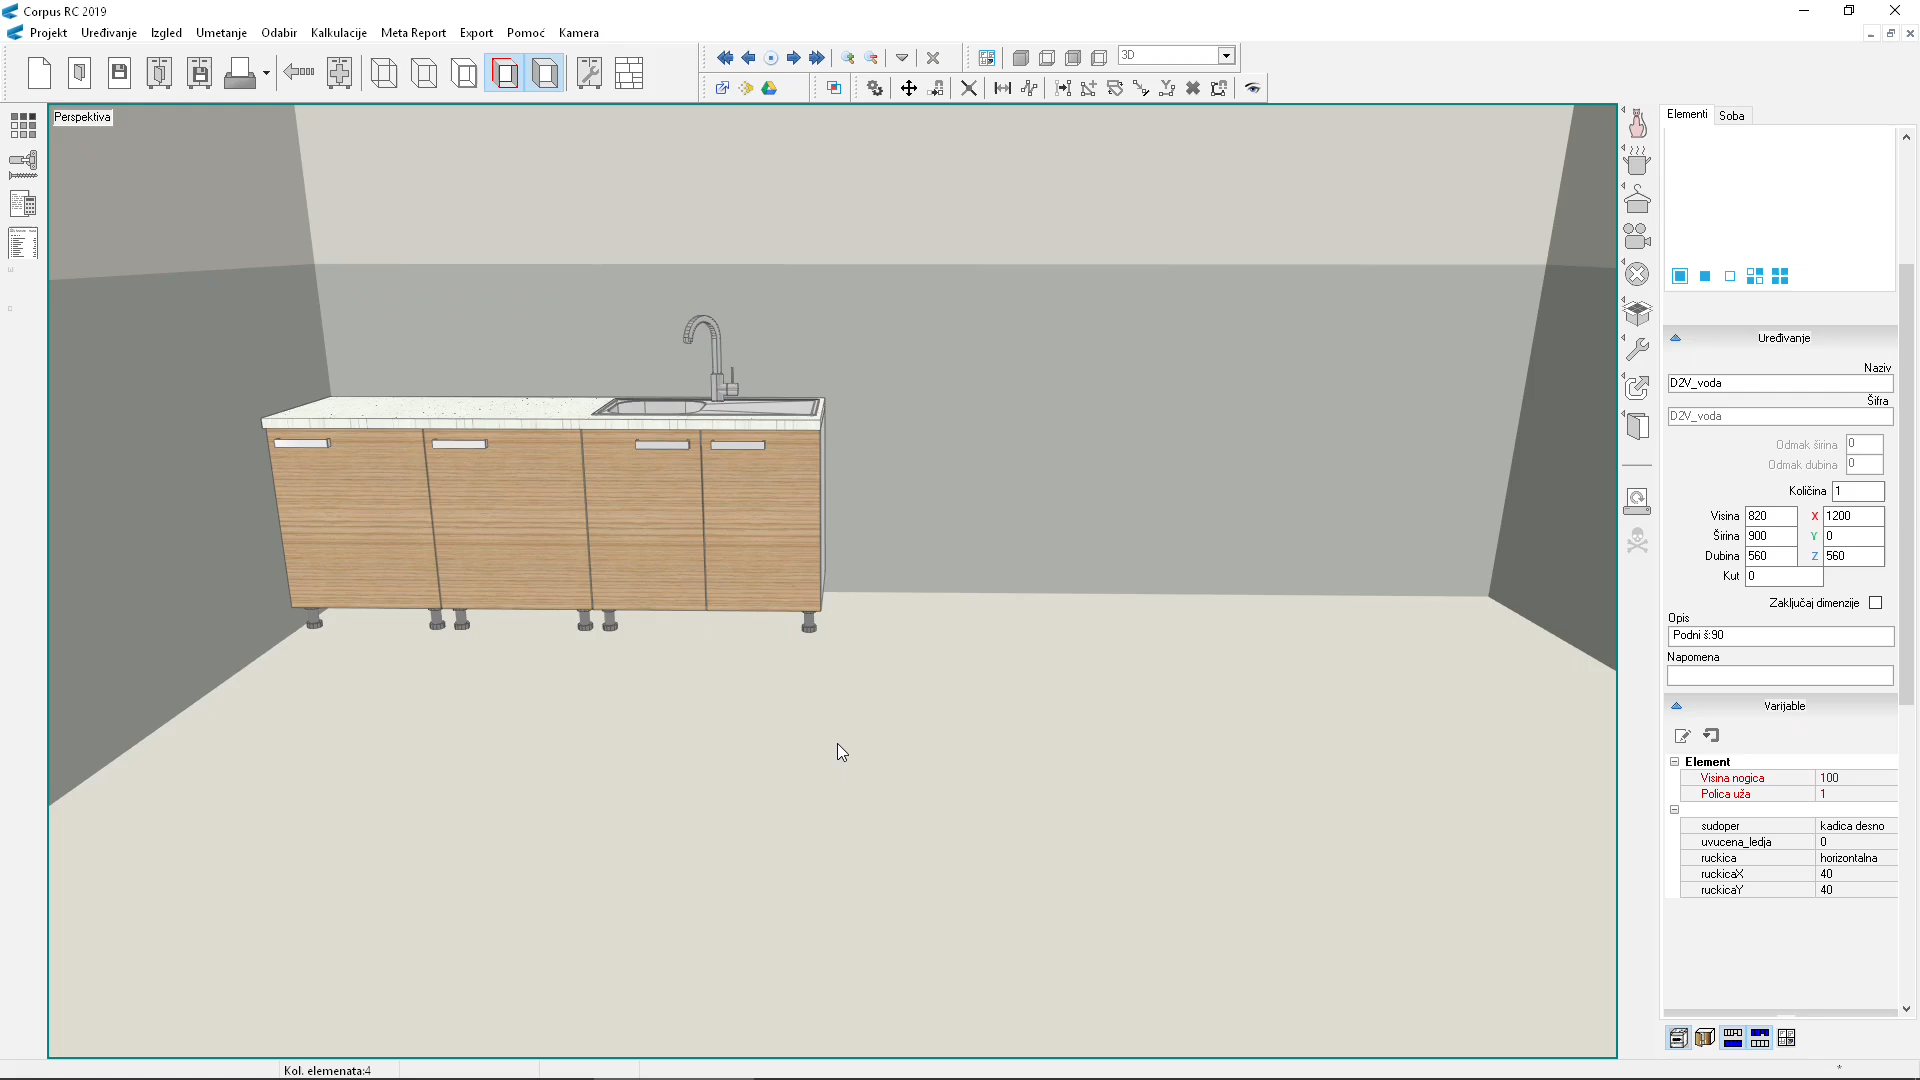 Corpus RC 2019
Projekt Uređivanje Izgled Umetanje Odabir Kalkulacije Meta Report Export Pomoć Kamera
3D
Perspektiva
Elementi Soba
Uređivanje
Naziv
D2V_voda
Šifra
D2V_voda
Odmak širina 0
Odmak dubina 0
Količina 1
Visina 820 X 1200
Širina 900 Y 0
Dubina 560 Z 560
Kut 0
Zaključaj dimenzije
Opis
Podni š:90
Napomena
Varijable
Element
Visina nogica 100
Polica uža 1
sudoper kadica desno
uvucena_ledja 0
ruckica horizontalna
ruckicaX 40
ruckicaY 40
Kol. elemenata:4
*